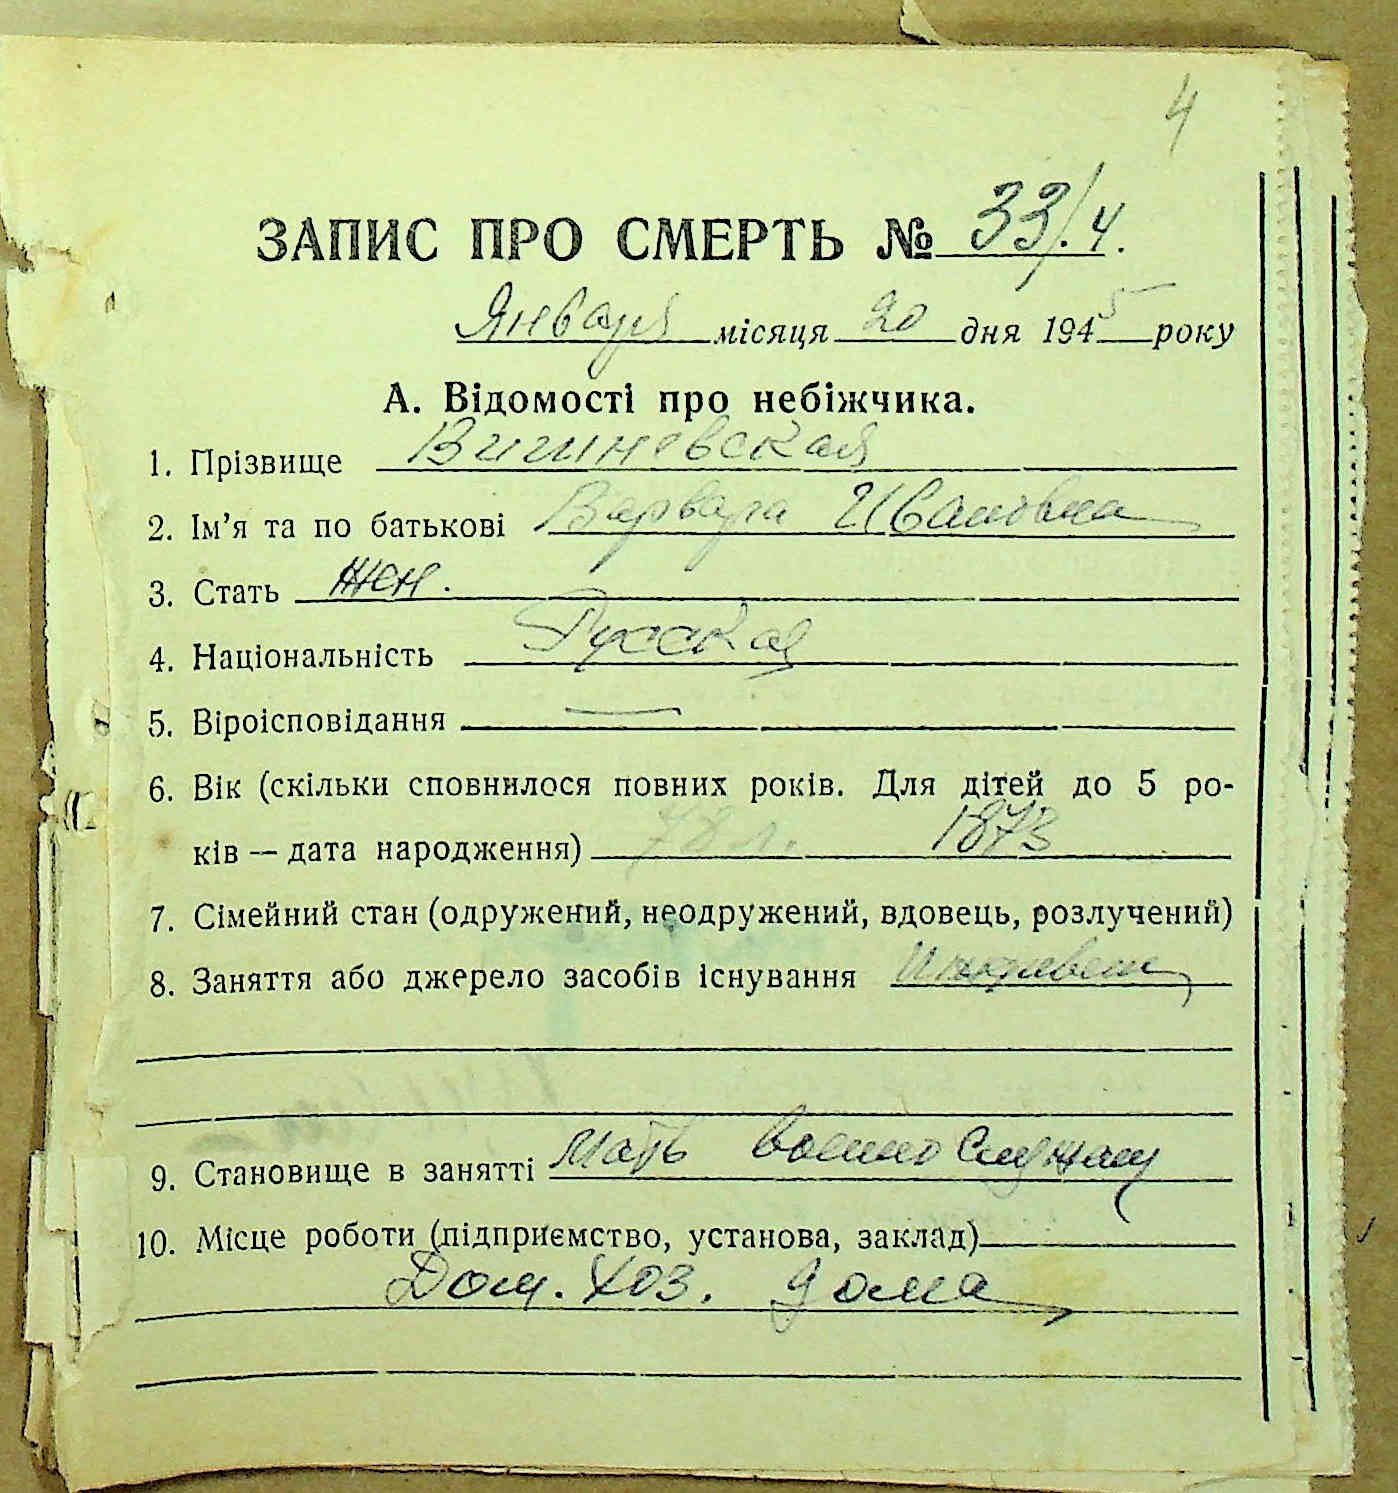 4
ЗАПИС ПРО СМЕРТЬ № 33/.ч.
Января місяця 20 дня 1945 року
А. Відомості про небіжчика.
1. Прізвище Вишневская
2. Ім'я та по батькові Варвара Ивановна
3. Стать жен.
4. Національність Русская
5. Віроісповідання —
6. Вік (скільки сповнилося повних років. Для дітей до 5 ро-
ків — дата народження) 78 л. 1873
7. Сімейний стан (одружений, неодружений, вдовець, розлучений)
8. Заняття або джерело засобів існування
9. Становище в занятті Мать военнослужащ
10. Місце роботи (підприємство, установа, заклад)
Дом. хоз. дома